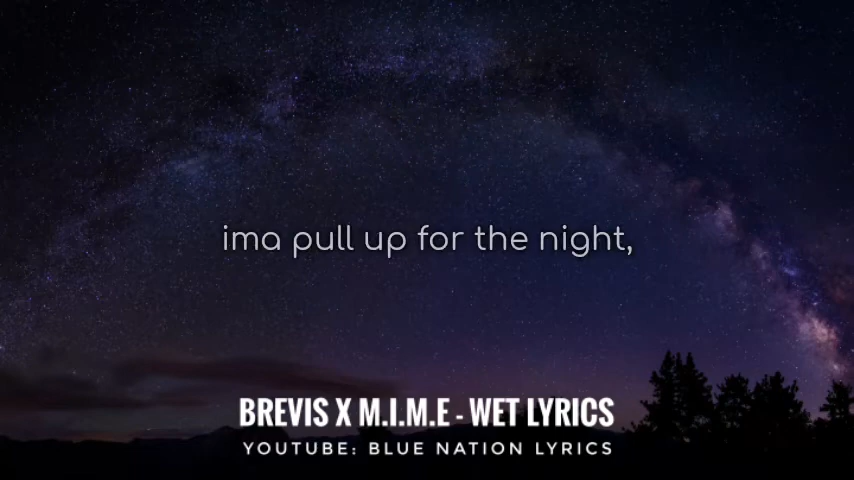 ima pull up for the night,
BREVIS X M.I.M.E - WET LYRICS
YOUTUBE: BLUE NATION LYRICS